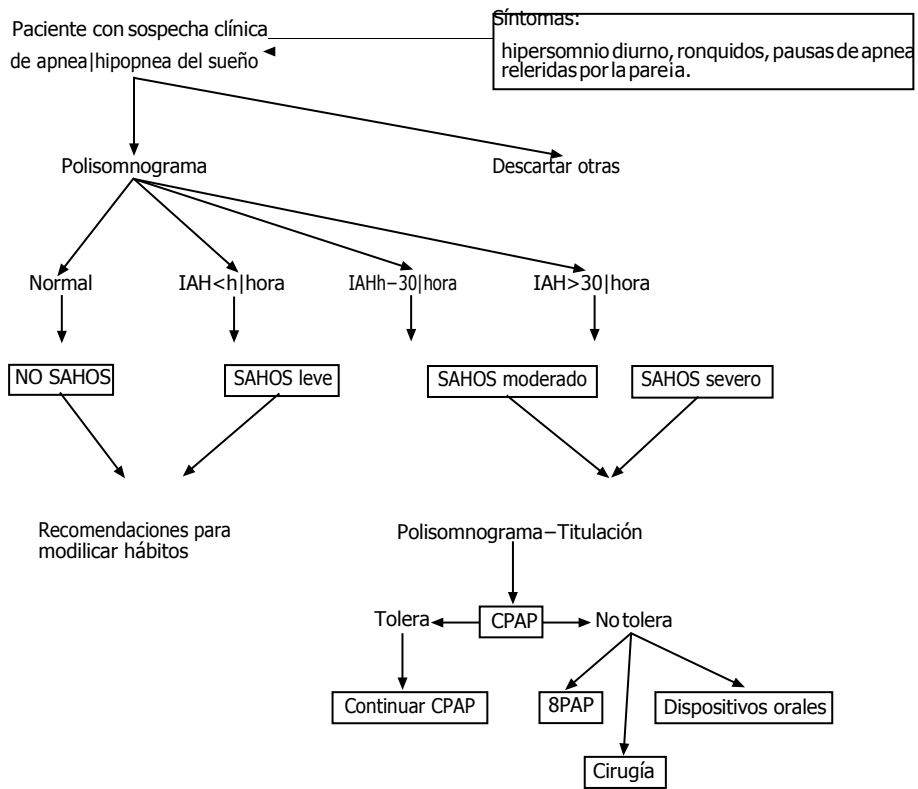 Paciente con sospecha clínica
de apnea|hipopnea del sueño
Síntomas:
hipersomnio diurno, ronquidos, pausas de apnea
releridas por la pareia.
Polisomnograma
Descartar otras
Normal
IAH<h|hora
IAHh–30|hora
IAH>30|hora
NO SAHOS
SAHOS leve
SAHOS moderado
SAHOS severo
Recomendaciones para
modilicar hábitos
Polisomnograma–Titulación
Tolera
CPAP
No tolera
Continuar CPAP
8PAP
Dispositivos orales
Cirugía